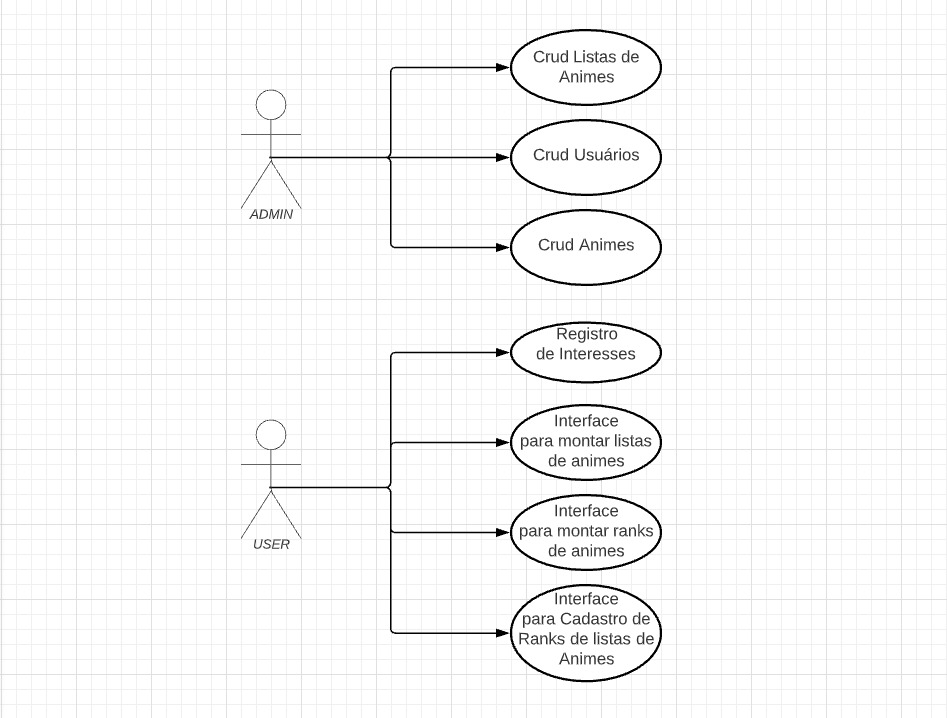 Crud Listas de
Animes
Crud Usuários
ADMIN
Crud Animes
Registro
de Interesses
Interface
para montar listas
de animes
Interface
para montar ranks
de animes
USER
Interface
para Cadastro de
Ranks de listas de
Animes